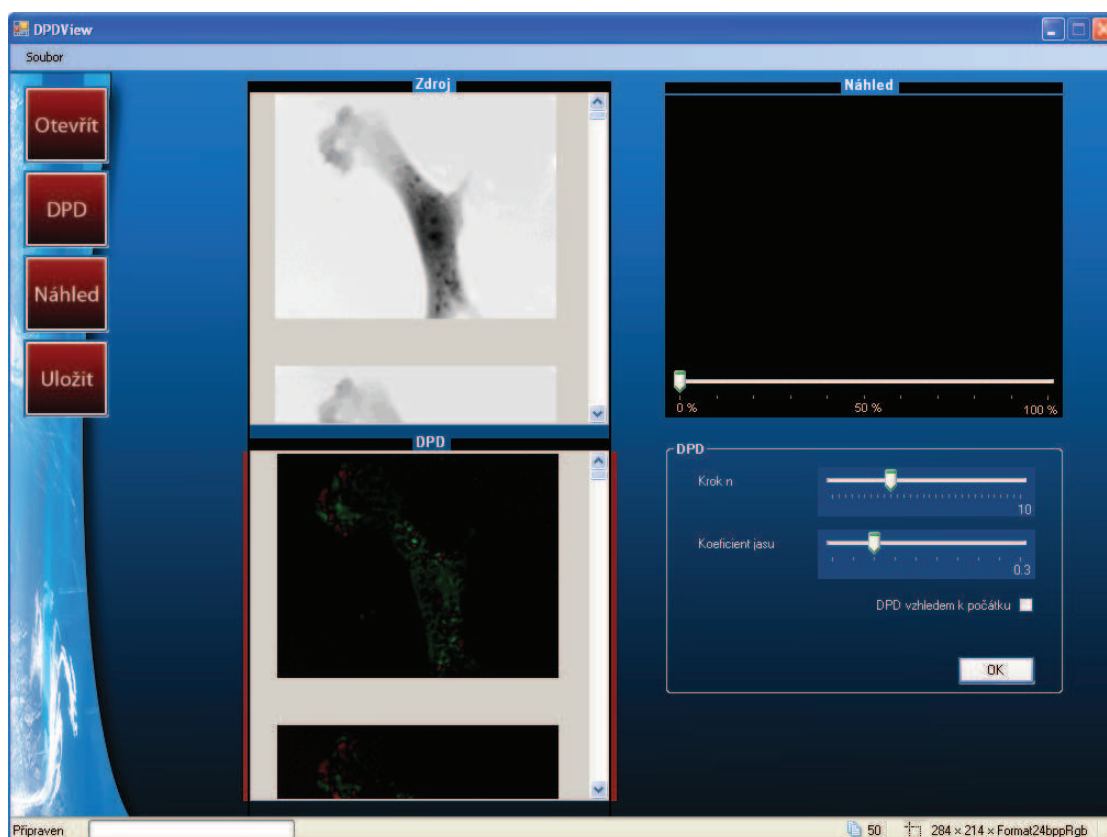 DPDView
Soubor
Otevřít
DPD
Náhled
Uložit
Zdroj
DPD
Náhled
0 %
50 %
100 %
DPD
Krok n
10
Koeficient jasu
0.3
DPD vzhledem k počátku
OK
Připraven
50
284 × 214 × Format24bppRgb